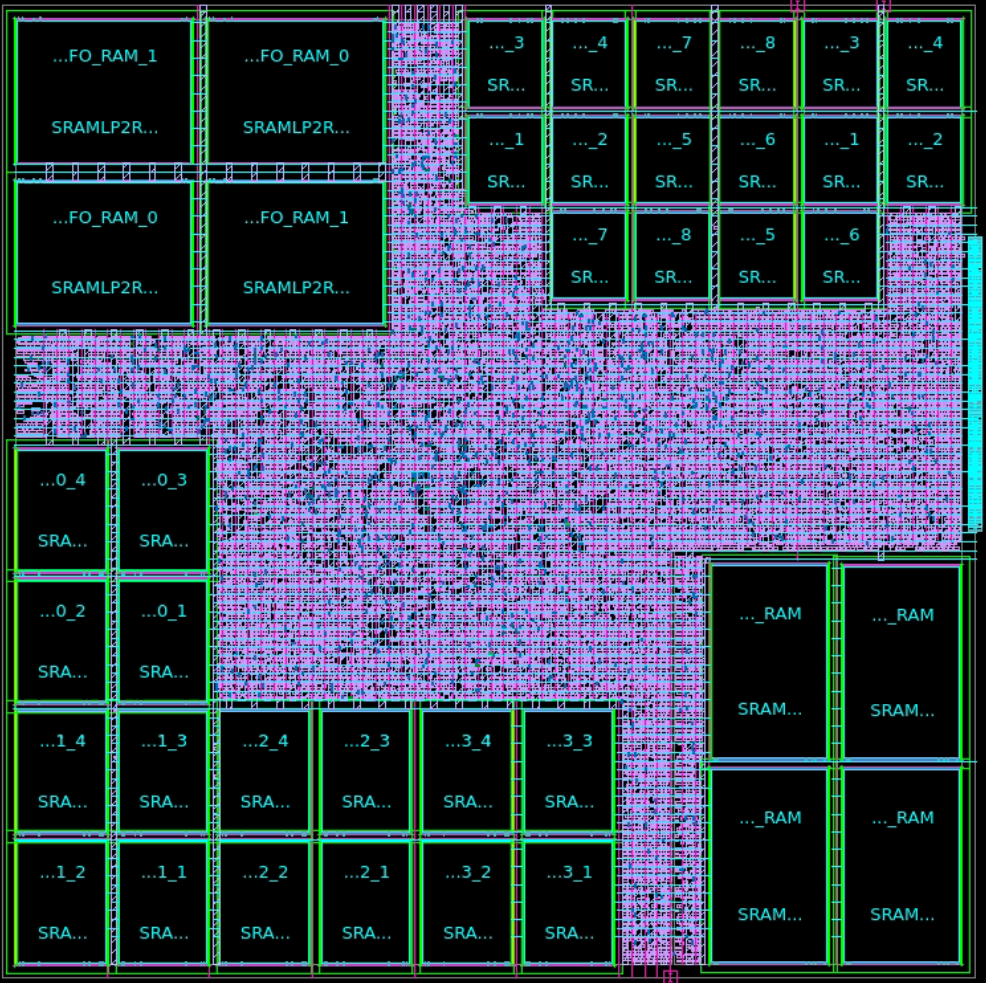 ...FO_RAM_1
SRAMLP2R...
...FO_RAM_0
SRAMLP2R...
...FO_RAM_0
SRAMLP2R...
...FO_RAM_1
SRAMLP2R...
..._3
SR...
..._4
SR...
..._7
SR...
..._8
SR...
..._3
SR...
..._4
SR...
..._1
SR...
..._2
SR...
..._5
SR...
..._6
SR...
..._1
SR...
..._2
SR...
..._7
SR...
..._8
SR...
..._5
SR...
..._6
SR...
...0_4
SRA...
...0_3
SRA...
...0_2
SRA...
...0_1
SRA...
...1_4
SRA...
...1_3
SRA...
...2_4
SRA...
...2_3
SRA...
...3_4
SRA...
...3_3
SRA...
...1_2
SRA...
...1_1
SRA...
...2_2
SRA...
...2_1
SRA...
...3_2
SRA...
...3_1
SRA...
..._RAM
SRAM...
..._RAM
SRAM...
..._RAM
SRAM...
..._RAM
SRAM...